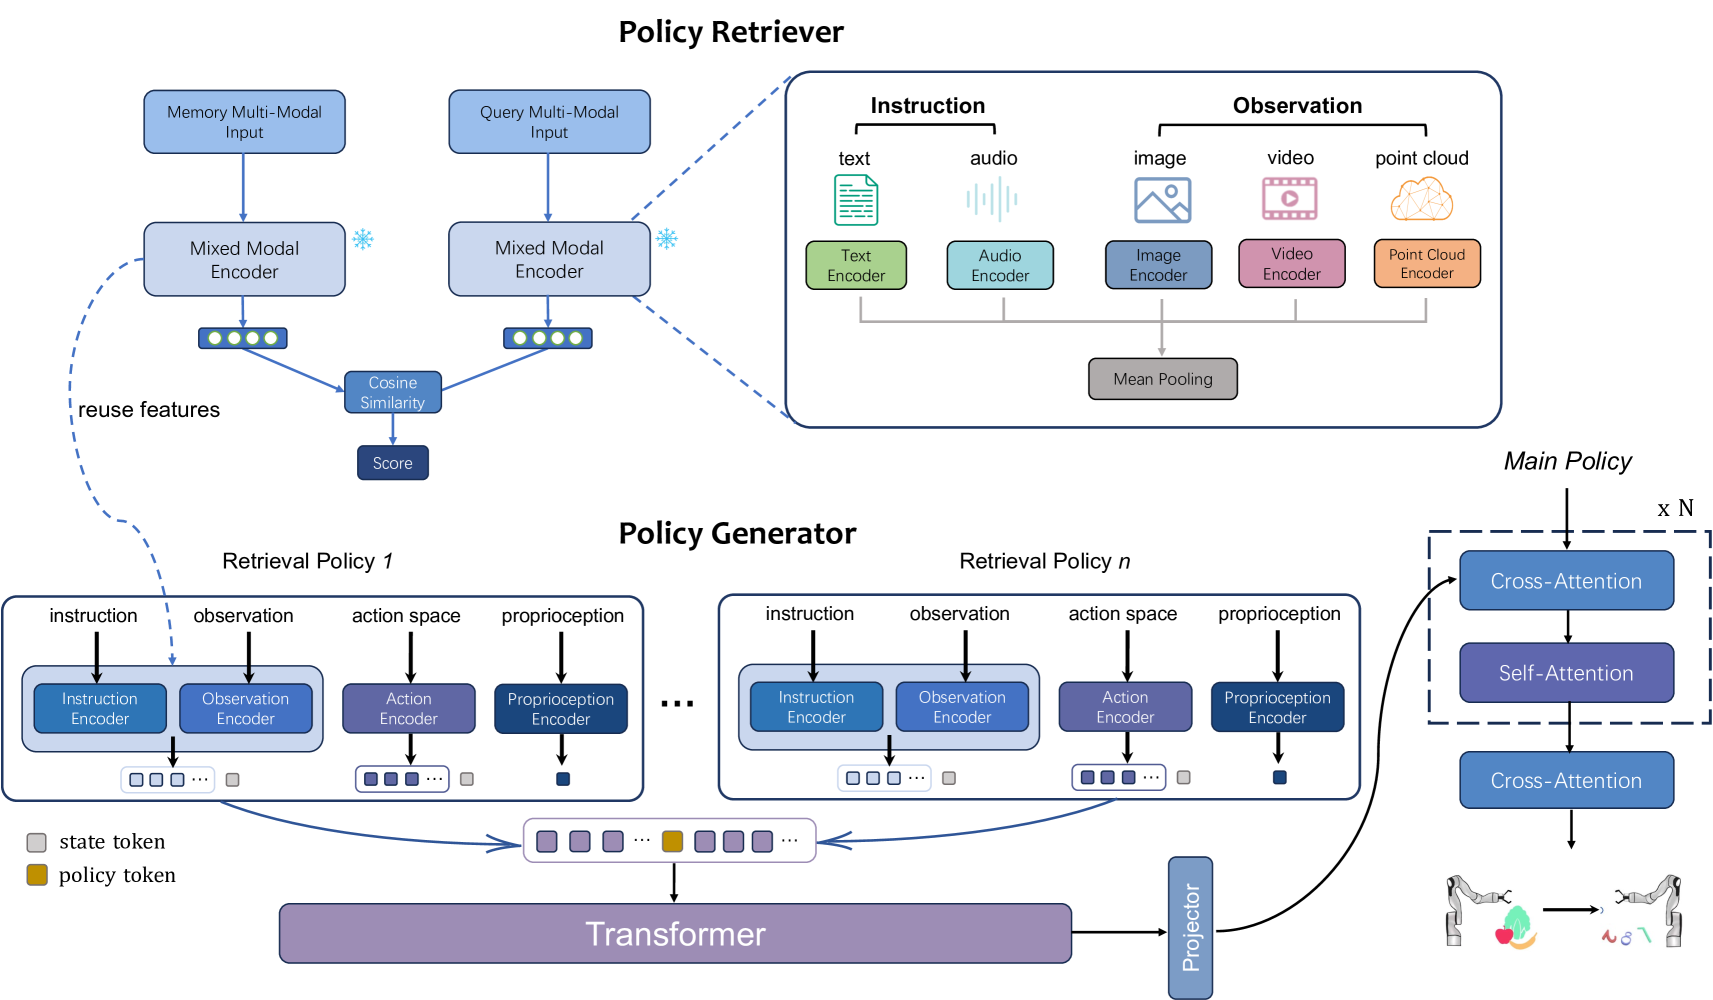 Policy Retriever
Memory Multi-Modal
Input
Query Multi-Modal
Input
Mixed Modal
Encoder
Mixed Modal
Encoder
Cosine
Similarity
Score
reuse features
Instruction
Observation
text
audio
image
video
point cloud
Text
Encoder
Audio
Encoder
Image
Encoder
Video
Encoder
Point Cloud
Encoder
Mean Pooling
Policy Generator
Retrieval Policy 1
instruction
observation
action space
proprioception
Instruction
Encoder
Observation
Encoder
Action
Encoder
Proprioception
Encoder
...
...
...
Retrieval Policy n
instruction
observation
action space
proprioception
Instruction
Encoder
Observation
Encoder
Action
Encoder
Proprioception
Encoder
...
...
state token
policy token
...
...
Transformer
Projector
Main Policy
x N
Cross-Attention
Self-Attention
Cross-Attention